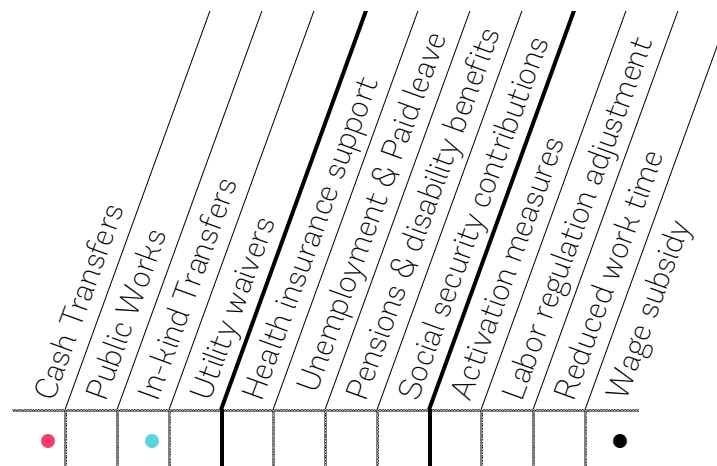 Cash Transfers
Public Works
In-kind Transfers
Utility waivers
Health insurance support
Unemployment & Paid leave
Pensions & disability benefits
Social security contributions
Activation measures
Labor regulation adjustment
Reduced work time
Wage subsidy